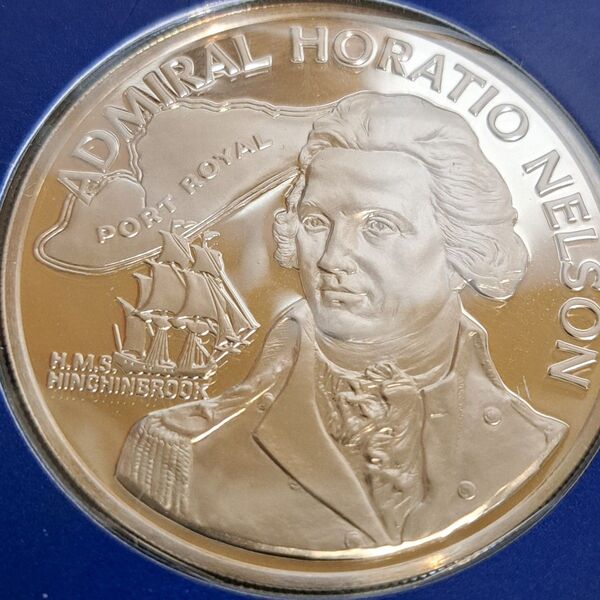 ADMIRAL HORATIO NELSON
PORT ROYAL
H.M.S.
HINCHINBROOK